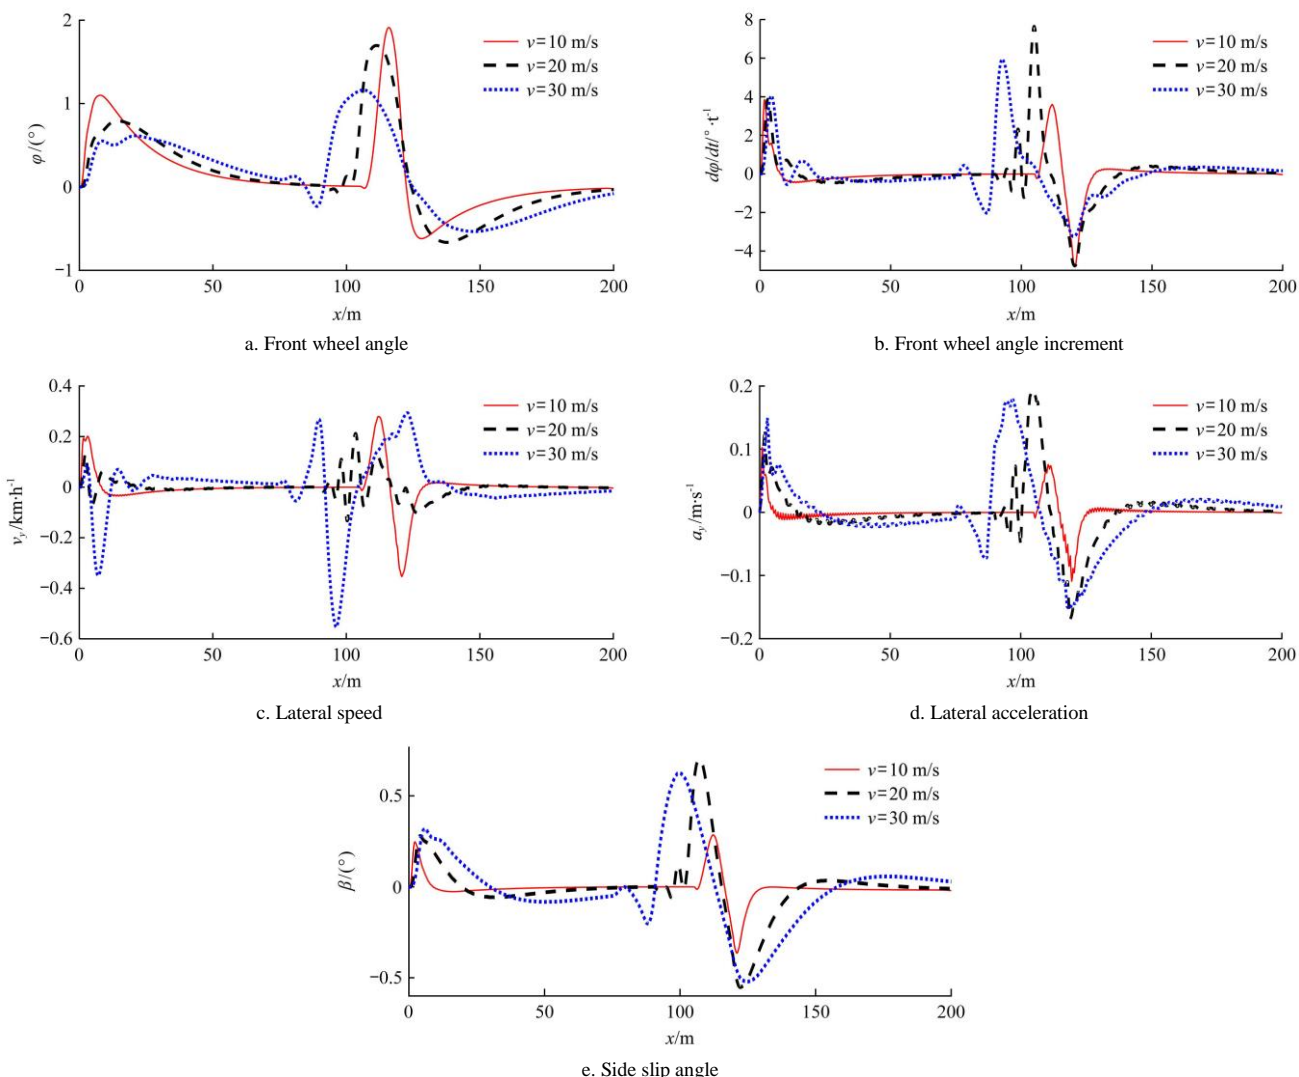 2
1
0
−1
φ/(°)
v=10 m/s
v=20 m/s
v=30 m/s
0 50 100 150 200
x/m
a. Front wheel angle
8
6
4
2
0
−2
−4
dφ/dt/°·t⁻¹
v=10 m/s
v=20 m/s
v=30 m/s
0 50 100 150 200
x/m
b. Front wheel angle increment
0.4
0.2
0
−0.2
−0.4
−0.6
vᵧ/km·h⁻¹
v=10 m/s
v=20 m/s
v=30 m/s
0 50 100 150 200
x/m
c. Lateral speed
0.2
0.1
0
−0.1
−0.2
aᵧ/m·s⁻¹
v=10 m/s
v=20 m/s
v=30 m/s
0 50 100 150 200
x/m
d. Lateral acceleration
0.5
0
−0.5
β/(°)
v=10 m/s
v=20 m/s
v=30 m/s
0 50 100 150 200
x/m
e. Side slip angle